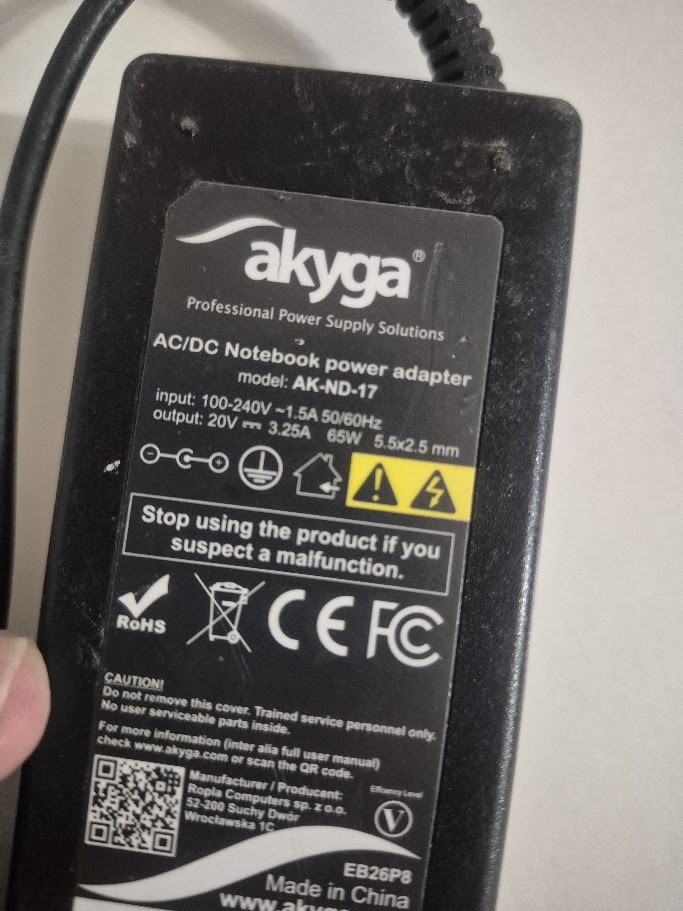 akyga®
Professional Power Supply Solutions
AC/DC Notebook power adapter
model: AK-ND-17
input: 100-240V ~1.5A 50/60Hz
output: 20V ⎓ 3.25A 65W 5.5x2.5 mm
Stop using the product if you
suspect a malfunction.
RoHS
CE FC
CAUTION!
Do not remove this cover. Trained service personnel only.
No user serviceable parts inside.
For more information (inter alia full user manual)
check www.akyga.com or scan the QR code.
Manufacturer / Producent:
Ropla Computers sp. z o.o.
52-200 Suchy Dwór
Wrocławska 1C
Efficiency Level
V
EB26P8
Made in China